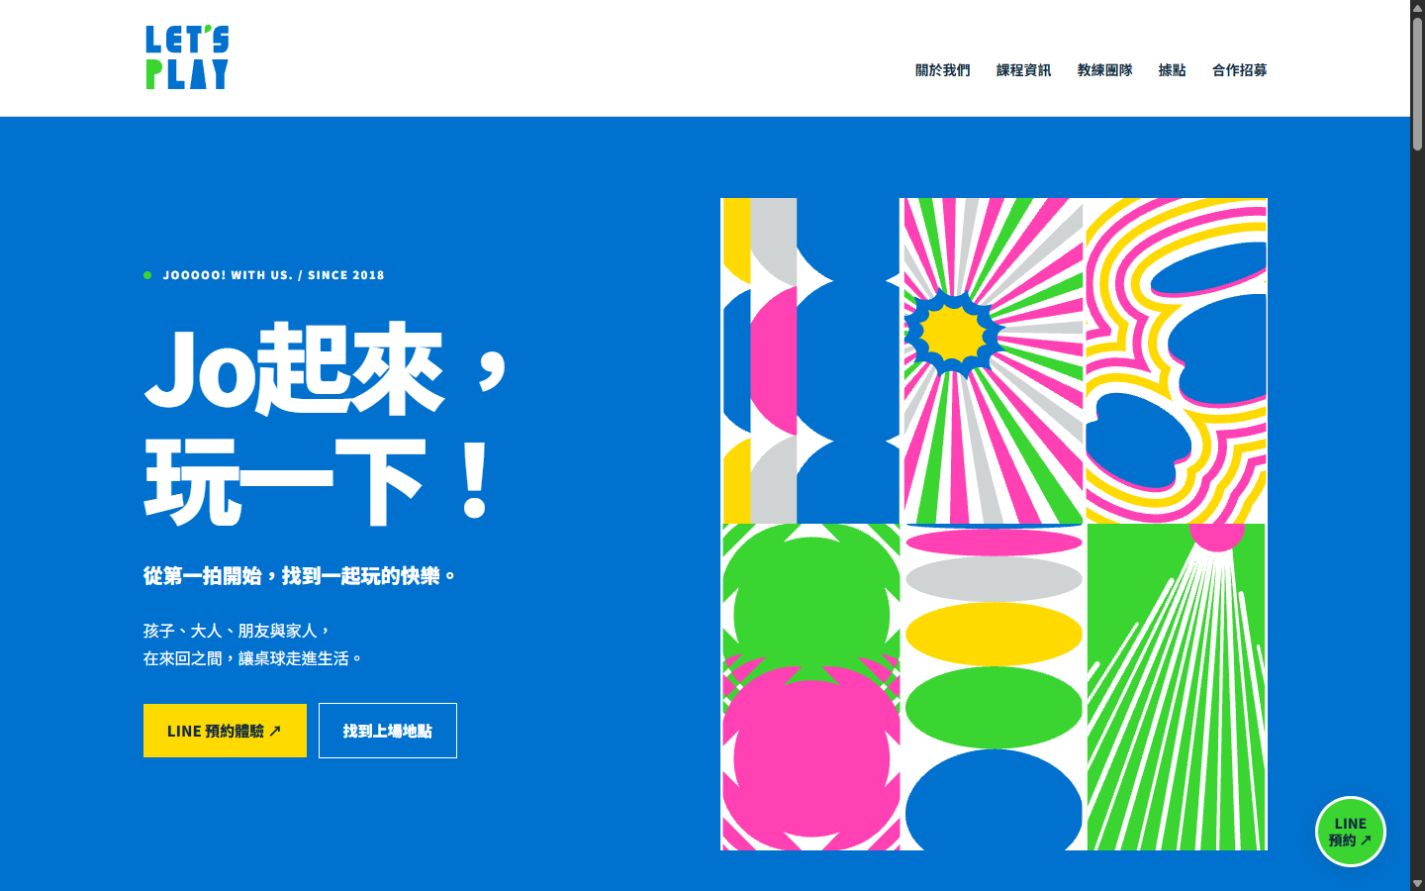 LET'S
PLAY
關於我們 課程資訊 教練團隊 據點 合作招募
JOOOOO! WITH US. / SINCE 2018
Jo起來，
玩一下！
從第一拍開始，找到一起玩的快樂。
孩子、大人、朋友與家人，
在來回之間，讓桌球走進生活。
LINE 預約體驗 ↗ 找到上場地點
LINE
預約 ↗